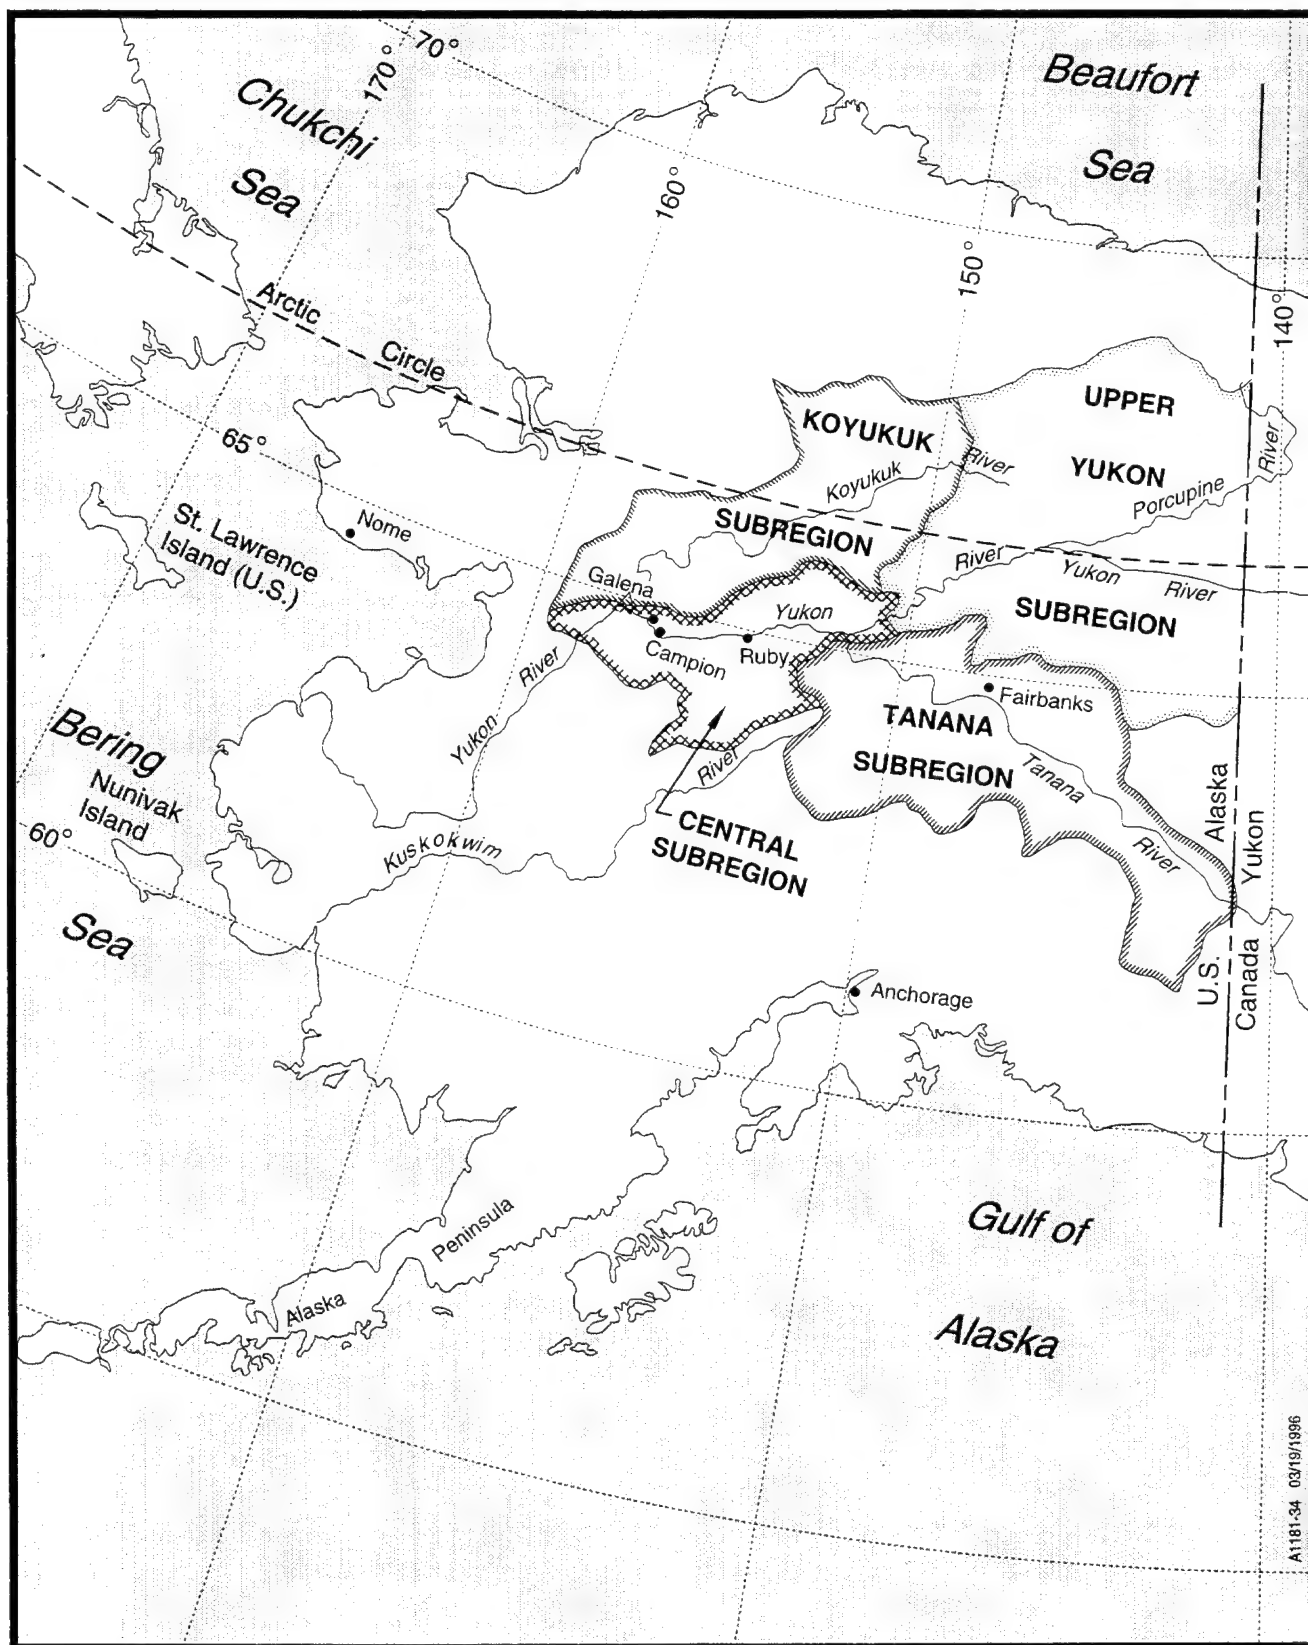 70°
170°
Chukchi
Sea
Beaufort
Sea
160°
150°
140°
Arctic
Circle
65°
UPPER
YUKON
SUBREGION
KOYUKUK
SUBREGION
Koyukuk
River
Porcupine
River
River
Yukon
River
St. Lawrence
Island (U.S.)
Nome
Galena
Campion
Ruby
Yukon
Yukon
River
Fairbanks
TANANA
SUBREGION
Tanana
River
Bering
Sea
Nunivak
Island
60°
Kuskokwim
River
CENTRAL
SUBREGION
Alaska
Yukon
U.S.
Canada
Anchorage
Alaska
Peninsula
Gulf of
Alaska
A1181-34 03/19/1996